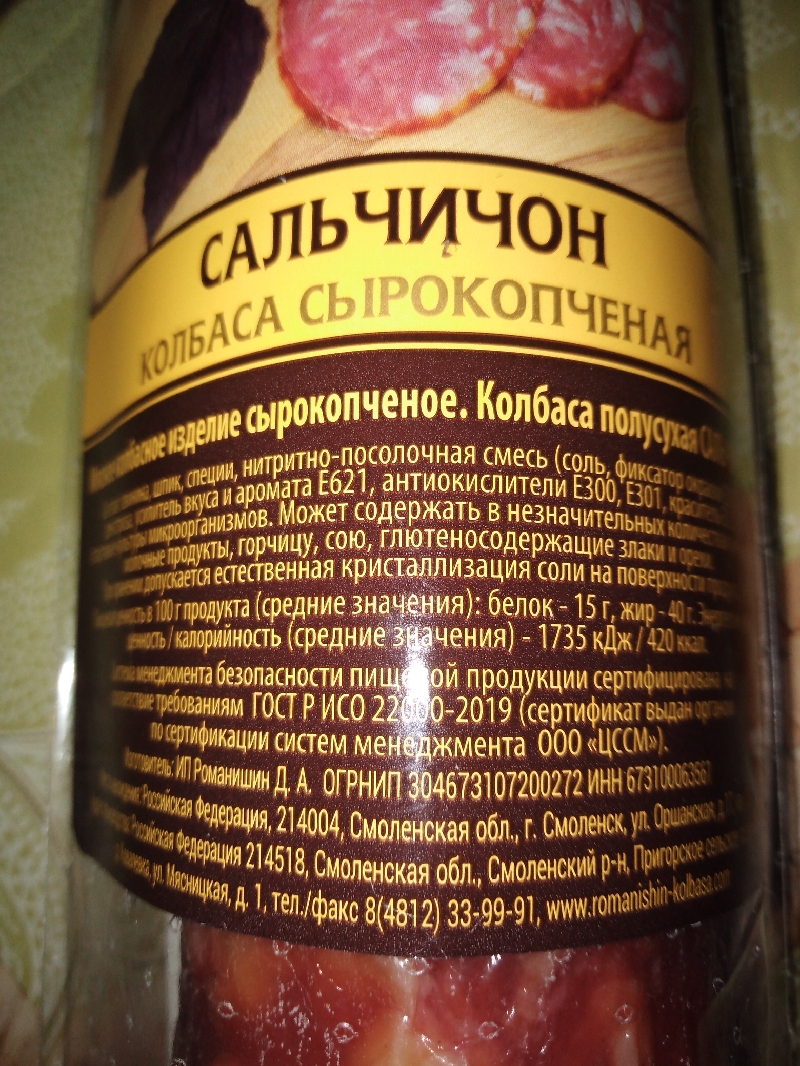 САЛЬЧИЧОН
КОЛБАСА СЫРОКОПЧЕНАЯ
колбасное изделие сырокопченое. Колбаса полусухая
шпик, специи, нитритно-посолочная смесь (соль, фиксатор
усилитель вкуса и аромата Е621, антиокислители Е300, Е301,
микроорганизмов. Может содержать в незначительных
продукты, горчицу, сою, глютеносодержащие злаки и
допускается естественная кристаллизация соли на поверхности
в 100 г продукта (средние значения): белок - 15 г, жир - 40 г.
ценность / калорийность (средние значения) - 1735 кДж / 420 ккал.
менеджмента безопасности пищевой продукции сертифицирована
требованиям ГОСТ Р ИСО 22000-2019 (сертификат выдан
по сертификации систем менеджмента ООО «ЦССМ»).
Изготовитель: ИП Романишин Д. А. ОГРНИП 304673107200272 ИНН
Российская Федерация, 214004, Смоленская обл., г. Смоленск, ул. Оршанская,
Российская Федерация 214518, Смоленская обл., Смоленский р-н, Пригорское
ул. Мясницкая, д. 1, тел./факс 8(4812) 33-99-91, www.romanishin-kolbasa.com